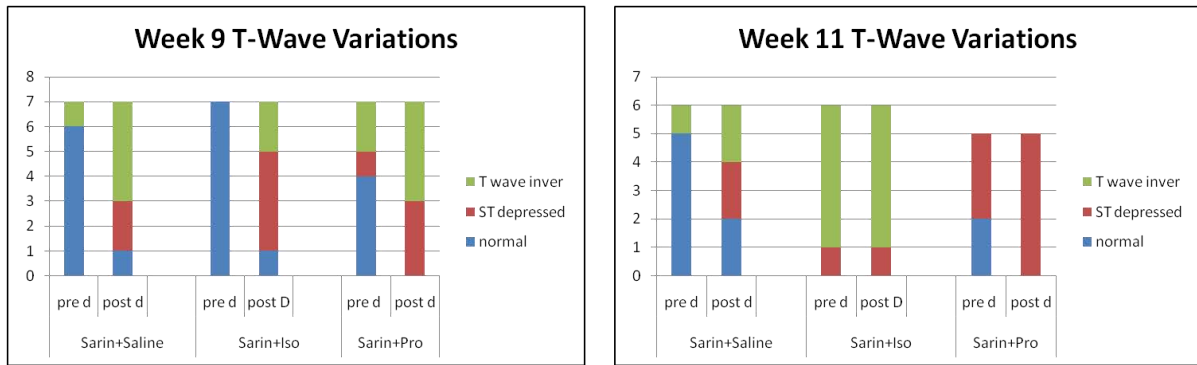 Week 9 T-Wave Variations
8
7
6
5
4
3
2
1
0
pre d post d pre d post D pre d post d
Sarin+Saline Sarin+Iso Sarin+Pro
T wave inver
ST depressed
normal
Week 11 T-Wave Variations
7
6
5
4
3
2
1
0
pre d post d pre d post D pre d post d
Sarin+Saline Sarin+Iso Sarin+Pro
T wave inver
ST depressed
normal